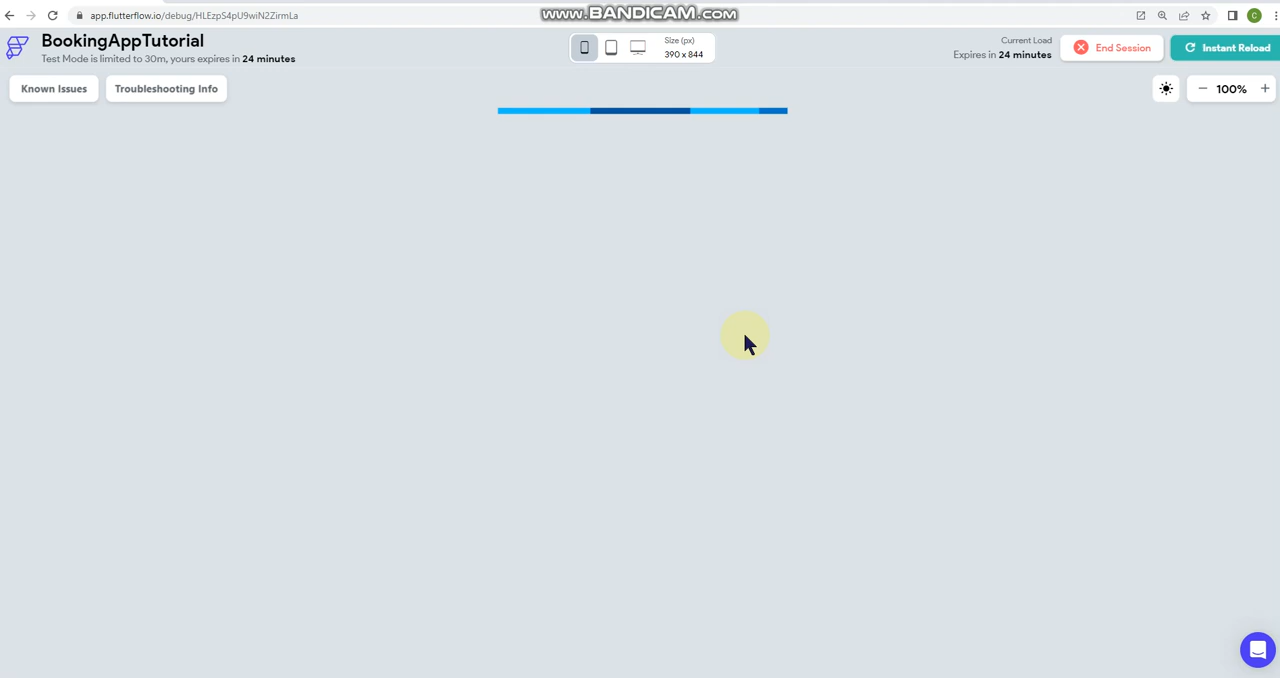 app.flutterflow.io/debug/HLEzpS4pU9wiN2ZirmLa
www.BANDICAM.com
BookingAppTutorial
Test Mode is limited to 30m, yours expires in 24 minutes
Size (px)
390 x 844
Current Load
Expires in 24 minutes
End Session
Instant Reload
Known Issues
Troubleshooting Info
100%
C